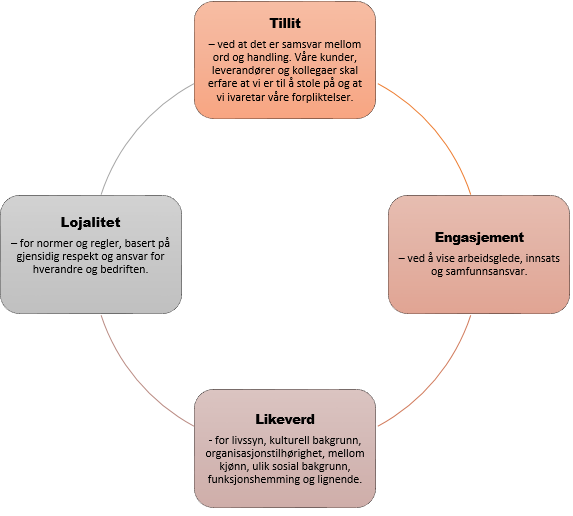 Tillit
– ved at det er samsvar mellom
ord og handling. Våre kunder,
leverandører og kollegaer skal
erfare at vi er til å stole på og at
vi ivaretar våre forpliktelser.
Engasjement
– ved å vise arbeidsglede, innsats
og samfunnsansvar.
Likeverd
- for livssyn, kulturell bakgrunn,
organisasjonstilhørighet, mellom
kjønn, ulik sosial bakgrunn,
funksjonshemming og lignende.
Lojalitet
– for normer og regler, basert på
gjensidig respekt og ansvar for
hverandre og bedriften.